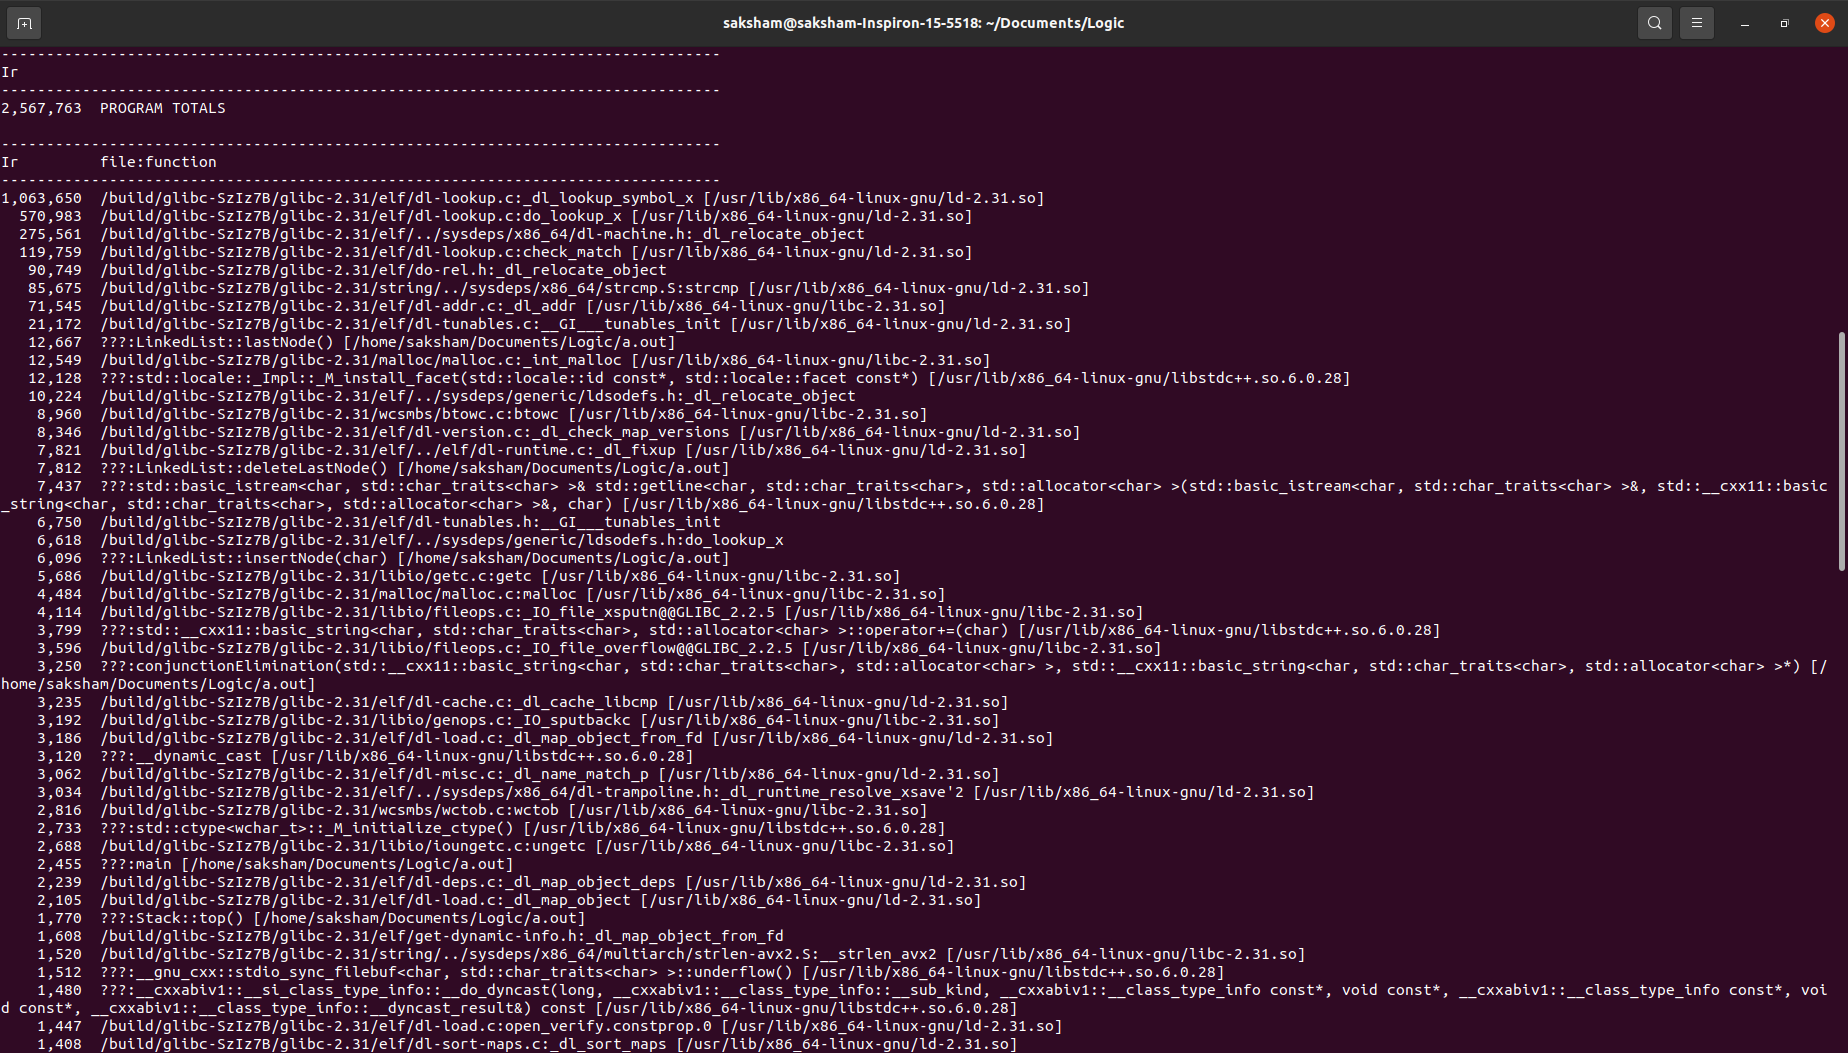 saksham@saksham-Inspiron-15-5518: ~/Documents/Logic
--------------------------------------------------------------------------------
Ir
--------------------------------------------------------------------------------
2,567,763  PROGRAM TOTALS
--------------------------------------------------------------------------------
Ir         file:function
--------------------------------------------------------------------------------
1,063,650  /build/glibc-SzIz7B/glibc-2.31/elf/dl-lookup.c:_dl_lookup_symbol_x [/usr/lib/x86_64-linux-gnu/ld-2.31.so]
  570,983  /build/glibc-SzIz7B/glibc-2.31/elf/dl-lookup.c:do_lookup_x [/usr/lib/x86_64-linux-gnu/ld-2.31.so]
  275,561  /build/glibc-SzIz7B/glibc-2.31/elf/../sysdeps/x86_64/dl-machine.h:_dl_relocate_object
  119,759  /build/glibc-SzIz7B/glibc-2.31/elf/dl-lookup.c:check_match [/usr/lib/x86_64-linux-gnu/ld-2.31.so]
   90,749  /build/glibc-SzIz7B/glibc-2.31/elf/do-rel.h:_dl_relocate_object
   85,675  /build/glibc-SzIz7B/glibc-2.31/string/../sysdeps/x86_64/strcmp.S:strcmp [/usr/lib/x86_64-linux-gnu/ld-2.31.so]
   71,545  /build/glibc-SzIz7B/glibc-2.31/elf/dl-addr.c:_dl_addr [/usr/lib/x86_64-linux-gnu/libc-2.31.so]
   21,172  /build/glibc-SzIz7B/glibc-2.31/elf/dl-tunables.c:__GI___tunables_init [/usr/lib/x86_64-linux-gnu/ld-2.31.so]
   12,667  ???:LinkedList::lastNode() [/home/saksham/Documents/Logic/a.out]
   12,549  /build/glibc-SzIz7B/glibc-2.31/malloc/malloc.c:_int_malloc [/usr/lib/x86_64-linux-gnu/libc-2.31.so]
   12,128  ???:std::locale::_Impl::_M_install_facet(std::locale::id const*, std::locale::facet const*) [/usr/lib/x86_64-linux-gnu/libstdc++.so.6.0.28]
   10,224  /build/glibc-SzIz7B/glibc-2.31/elf/../sysdeps/generic/ldsodefs.h:_dl_relocate_object
    8,960  /build/glibc-SzIz7B/glibc-2.31/wcsmbs/btowc.c:btowc [/usr/lib/x86_64-linux-gnu/libc-2.31.so]
    8,346  /build/glibc-SzIz7B/glibc-2.31/elf/dl-version.c:_dl_check_map_versions [/usr/lib/x86_64-linux-gnu/ld-2.31.so]
    7,821  /build/glibc-SzIz7B/glibc-2.31/elf/../elf/dl-runtime.c:_dl_fixup [/usr/lib/x86_64-linux-gnu/ld-2.31.so]
    7,812  ???:LinkedList::deleteLastNode() [/home/saksham/Documents/Logic/a.out]
    7,437  ???:std::basic_istream<char, std::char_traits<char> >& std::getline<char, std::char_traits<char>, std::allocator<char> >(std::basic_istream<char, std::char_traits<char> >&, std::__cxx11::basic
_string<char, std::char_traits<char>, std::allocator<char> >&, char) [/usr/lib/x86_64-linux-gnu/libstdc++.so.6.0.28]
    6,750  /build/glibc-SzIz7B/glibc-2.31/elf/dl-tunables.h:__GI___tunables_init
    6,618  /build/glibc-SzIz7B/glibc-2.31/elf/../sysdeps/generic/ldsodefs.h:do_lookup_x
    6,096  ???:LinkedList::insertNode(char) [/home/saksham/Documents/Logic/a.out]
    5,686  /build/glibc-SzIz7B/glibc-2.31/libio/getc.c:getc [/usr/lib/x86_64-linux-gnu/libc-2.31.so]
    4,484  /build/glibc-SzIz7B/glibc-2.31/malloc/malloc.c:malloc [/usr/lib/x86_64-linux-gnu/libc-2.31.so]
    4,114  /build/glibc-SzIz7B/glibc-2.31/libio/fileops.c:_IO_file_xsputn@@GLIBC_2.2.5 [/usr/lib/x86_64-linux-gnu/libc-2.31.so]
    3,799  ???:std::__cxx11::basic_string<char, std::char_traits<char>, std::allocator<char> >::operator+=(char) [/usr/lib/x86_64-linux-gnu/libstdc++.so.6.0.28]
    3,596  /build/glibc-SzIz7B/glibc-2.31/libio/fileops.c:_IO_file_overflow@@GLIBC_2.2.5 [/usr/lib/x86_64-linux-gnu/libc-2.31.so]
    3,250  ???:conjunctionElimination(std::__cxx11::basic_string<char, std::char_traits<char>, std::allocator<char> >, std::__cxx11::basic_string<char, std::char_traits<char>, std::allocator<char> >*) [/
home/saksham/Documents/Logic/a.out]
    3,235  /build/glibc-SzIz7B/glibc-2.31/elf/dl-cache.c:_dl_cache_libcmp [/usr/lib/x86_64-linux-gnu/ld-2.31.so]
    3,192  /build/glibc-SzIz7B/glibc-2.31/libio/genops.c:_IO_sputbackc [/usr/lib/x86_64-linux-gnu/libc-2.31.so]
    3,186  /build/glibc-SzIz7B/glibc-2.31/elf/dl-load.c:_dl_map_object_from_fd [/usr/lib/x86_64-linux-gnu/ld-2.31.so]
    3,120  ???:__dynamic_cast [/usr/lib/x86_64-linux-gnu/libstdc++.so.6.0.28]
    3,062  /build/glibc-SzIz7B/glibc-2.31/elf/dl-misc.c:_dl_name_match_p [/usr/lib/x86_64-linux-gnu/ld-2.31.so]
    3,034  /build/glibc-SzIz7B/glibc-2.31/elf/../sysdeps/x86_64/dl-trampoline.h:_dl_runtime_resolve_xsave'2 [/usr/lib/x86_64-linux-gnu/ld-2.31.so]
    2,816  /build/glibc-SzIz7B/glibc-2.31/wcsmbs/wctob.c:wctob [/usr/lib/x86_64-linux-gnu/libc-2.31.so]
    2,733  ???:std::ctype<wchar_t>::_M_initialize_ctype() [/usr/lib/x86_64-linux-gnu/libstdc++.so.6.0.28]
    2,688  /build/glibc-SzIz7B/glibc-2.31/libio/ioungetc.c:ungetc [/usr/lib/x86_64-linux-gnu/libc-2.31.so]
    2,455  ???:main [/home/saksham/Documents/Logic/a.out]
    2,239  /build/glibc-SzIz7B/glibc-2.31/elf/dl-deps.c:_dl_map_object_deps [/usr/lib/x86_64-linux-gnu/ld-2.31.so]
    2,105  /build/glibc-SzIz7B/glibc-2.31/elf/dl-load.c:_dl_map_object [/usr/lib/x86_64-linux-gnu/ld-2.31.so]
    1,770  ???:Stack::top() [/home/saksham/Documents/Logic/a.out]
    1,608  /build/glibc-SzIz7B/glibc-2.31/elf/get-dynamic-info.h:_dl_map_object_from_fd
    1,520  /build/glibc-SzIz7B/glibc-2.31/string/../sysdeps/x86_64/multiarch/strlen-avx2.S:__strlen_avx2 [/usr/lib/x86_64-linux-gnu/libc-2.31.so]
    1,512  ???:__gnu_cxx::stdio_sync_filebuf<char, std::char_traits<char> >::underflow() [/usr/lib/x86_64-linux-gnu/libstdc++.so.6.0.28]
    1,480  ???:__cxxabiv1::__si_class_type_info::__do_dyncast(long, __cxxabiv1::__class_type_info::__sub_kind, __cxxabiv1::__class_type_info const*, void const*, __cxxabiv1::__class_type_info const*, voi
d const*, __cxxabiv1::__class_type_info::__dyncast_result&) const [/usr/lib/x86_64-linux-gnu/libstdc++.so.6.0.28]
    1,447  /build/glibc-SzIz7B/glibc-2.31/elf/dl-load.c:open_verify.constprop.0 [/usr/lib/x86_64-linux-gnu/ld-2.31.so]
    1,408  /build/glibc-SzIz7B/glibc-2.31/elf/dl-sort-maps.c:_dl_sort_maps [/usr/lib/x86_64-linux-gnu/ld-2.31.so]